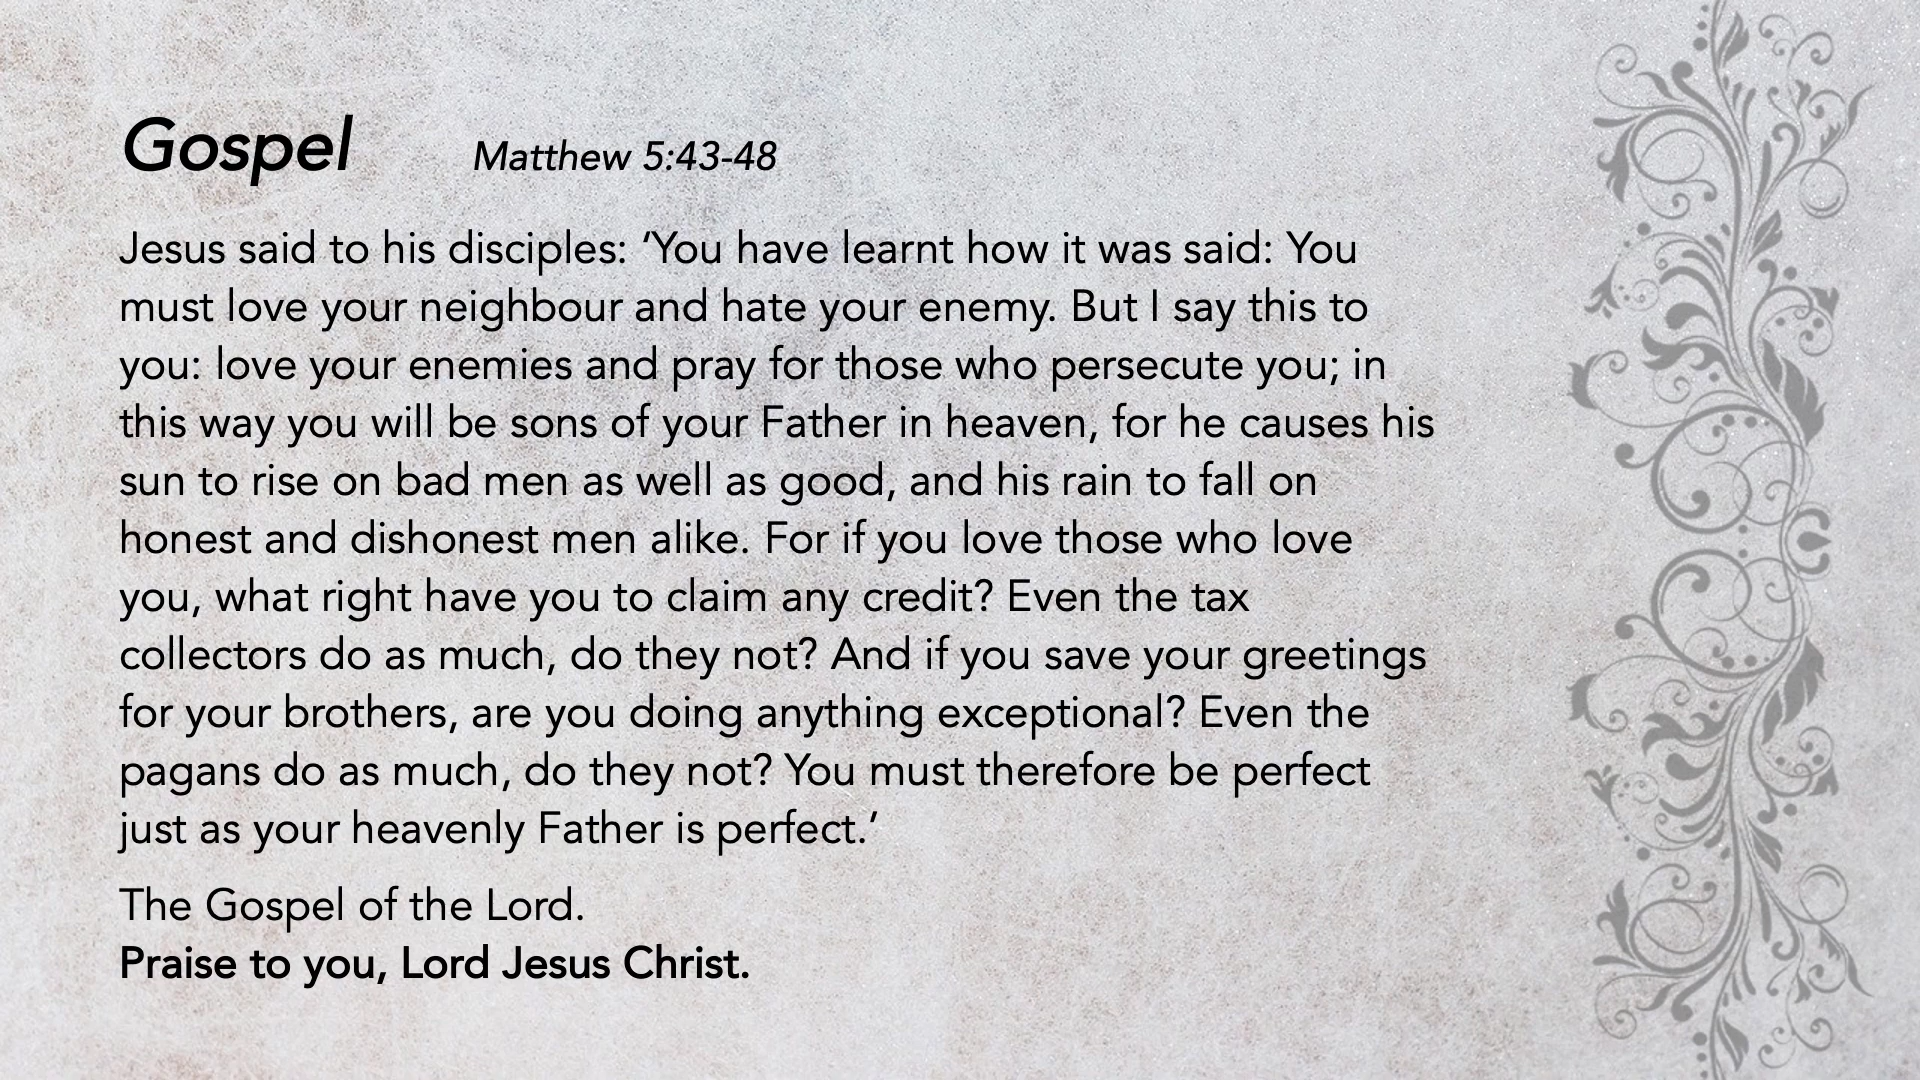 Gospel Matthew 5:43-48
Jesus said to his disciples: ‘You have learnt how it was said: You
must love your neighbour and hate your enemy. But I say this to
you: love your enemies and pray for those who persecute you; in
this way you will be sons of your Father in heaven, for he causes his
sun to rise on bad men as well as good, and his rain to fall on
honest and dishonest men alike. For if you love those who love
you, what right have you to claim any credit? Even the tax
collectors do as much, do they not? And if you save your greetings
for your brothers, are you doing anything exceptional? Even the
pagans do as much, do they not? You must therefore be perfect
just as your heavenly Father is perfect.’
The Gospel of the Lord.
Praise to you, Lord Jesus Christ.